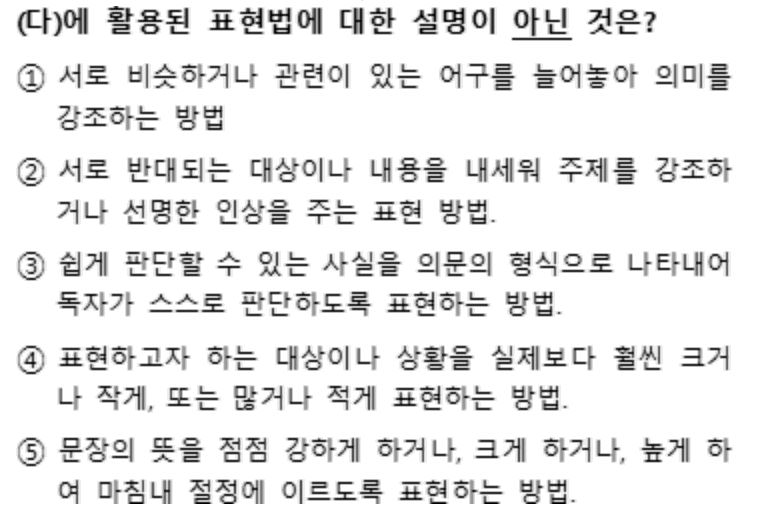 (다)에 활용된 표현법에 대한 설명이 아닌 것은?
① 서로 비슷하거나 관련이 있는 어구를 늘어놓아 의미를
강조하는 방법
② 서로 반대되는 대상이나 내용을 내세워 주제를 강조하
거나 선명한 인상을 주는 표현 방법.
③ 쉽게 판단할 수 있는 사실을 의문의 형식으로 나타내어
독자가 스스로 판단하도록 표현하는 방법.
④ 표현하고자 하는 대상이나 상황을 실제보다 훨씬 크거
나 작게, 또는 많거나 적게 표현하는 방법.
⑤ 문장의 뜻을 점점 강하게 하거나, 크게 하거나, 높게 하
여 마침내 절정에 이르도록 표현하는 방법.